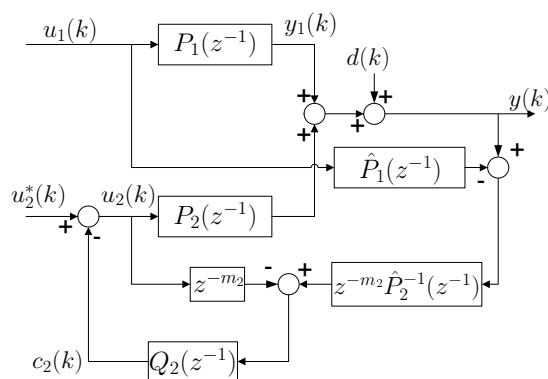 u₁(k)
P₁(z⁻¹)
y₁(k)
d(k)
+
+
+
+
y(k)
P̂₁(z⁻¹)
+
-
u₂*(k)
+
-
u₂(k)
P₂(z⁻¹)
z^{-m₂}
-
+
z^{-m₂}P̂₂⁻¹(z⁻¹)
c₂(k)
Q₂(z⁻¹)